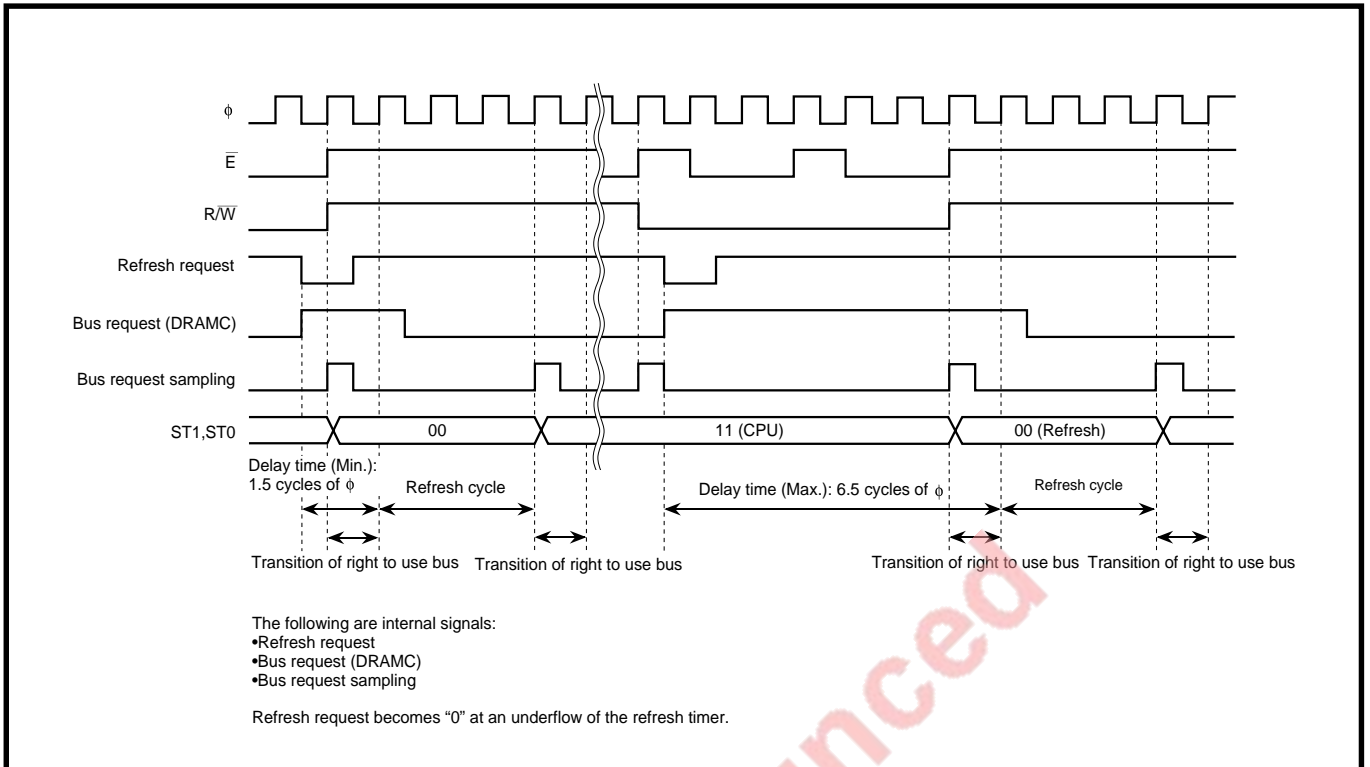 ϕ
E̅
R/W̅
Refresh request
Bus request (DRAMC)
Bus request sampling
ST1,ST0
00
11 (CPU)
00 (Refresh)
Delay time (Min.):
1.5 cycles of ϕ
Refresh cycle
Delay time (Max.): 6.5 cycles of ϕ
Refresh cycle
Transition of right to use bus
Transition of right to use bus
Transition of right to use bus
Transition of right to use bus
The following are internal signals:
•Refresh request
•Bus request (DRAMC)
•Bus request sampling
Refresh request becomes “0” at an underflow of the refresh timer.